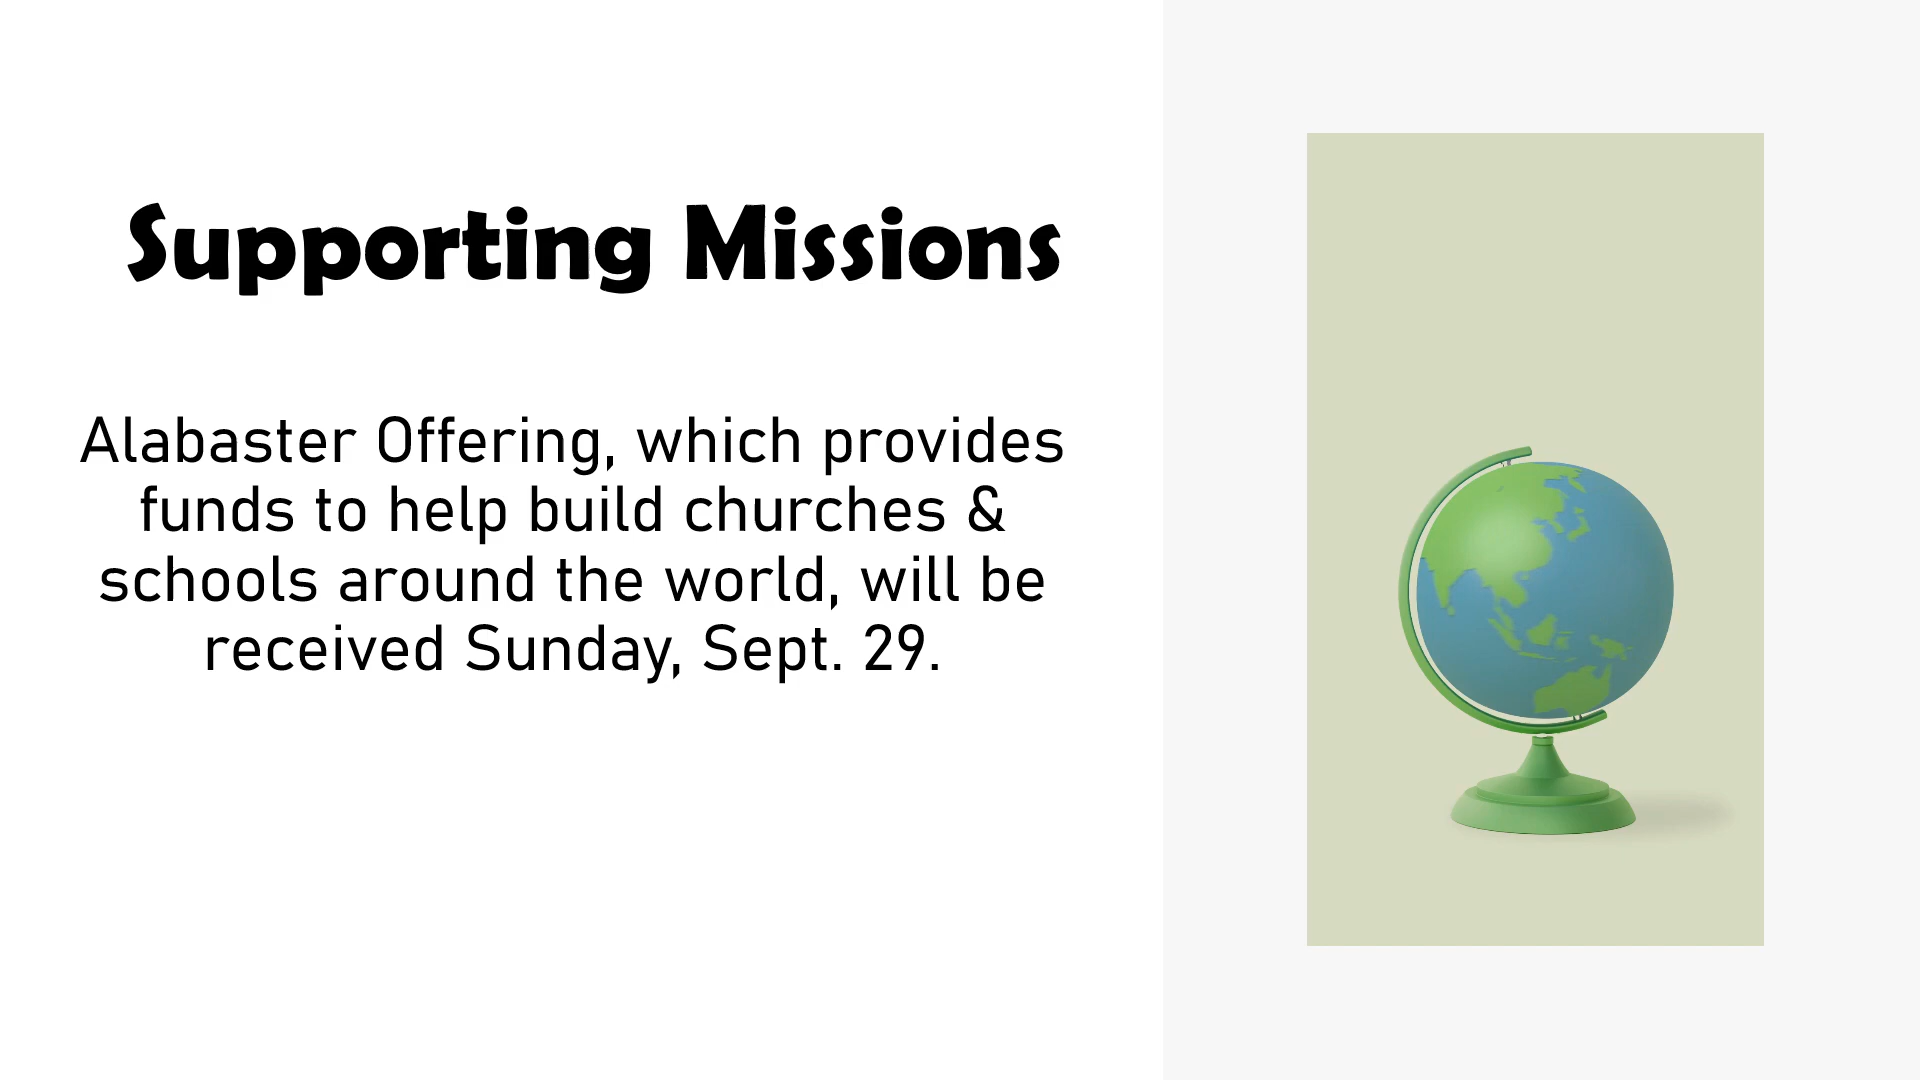 Supporting Missions
Alabaster Offering, which provides
funds to help build churches &
schools around the world, will be
received Sunday, Sept. 29.